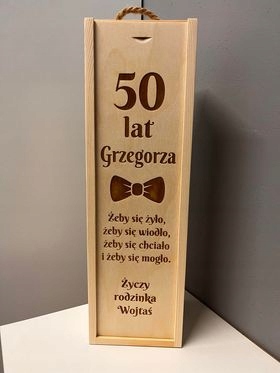 50
lat
Grzegorza
Żeby się żyło,
żeby się wiodło,
żeby się chciało
i żeby się mogło.
Życzy
rodzinka
Wojtaś